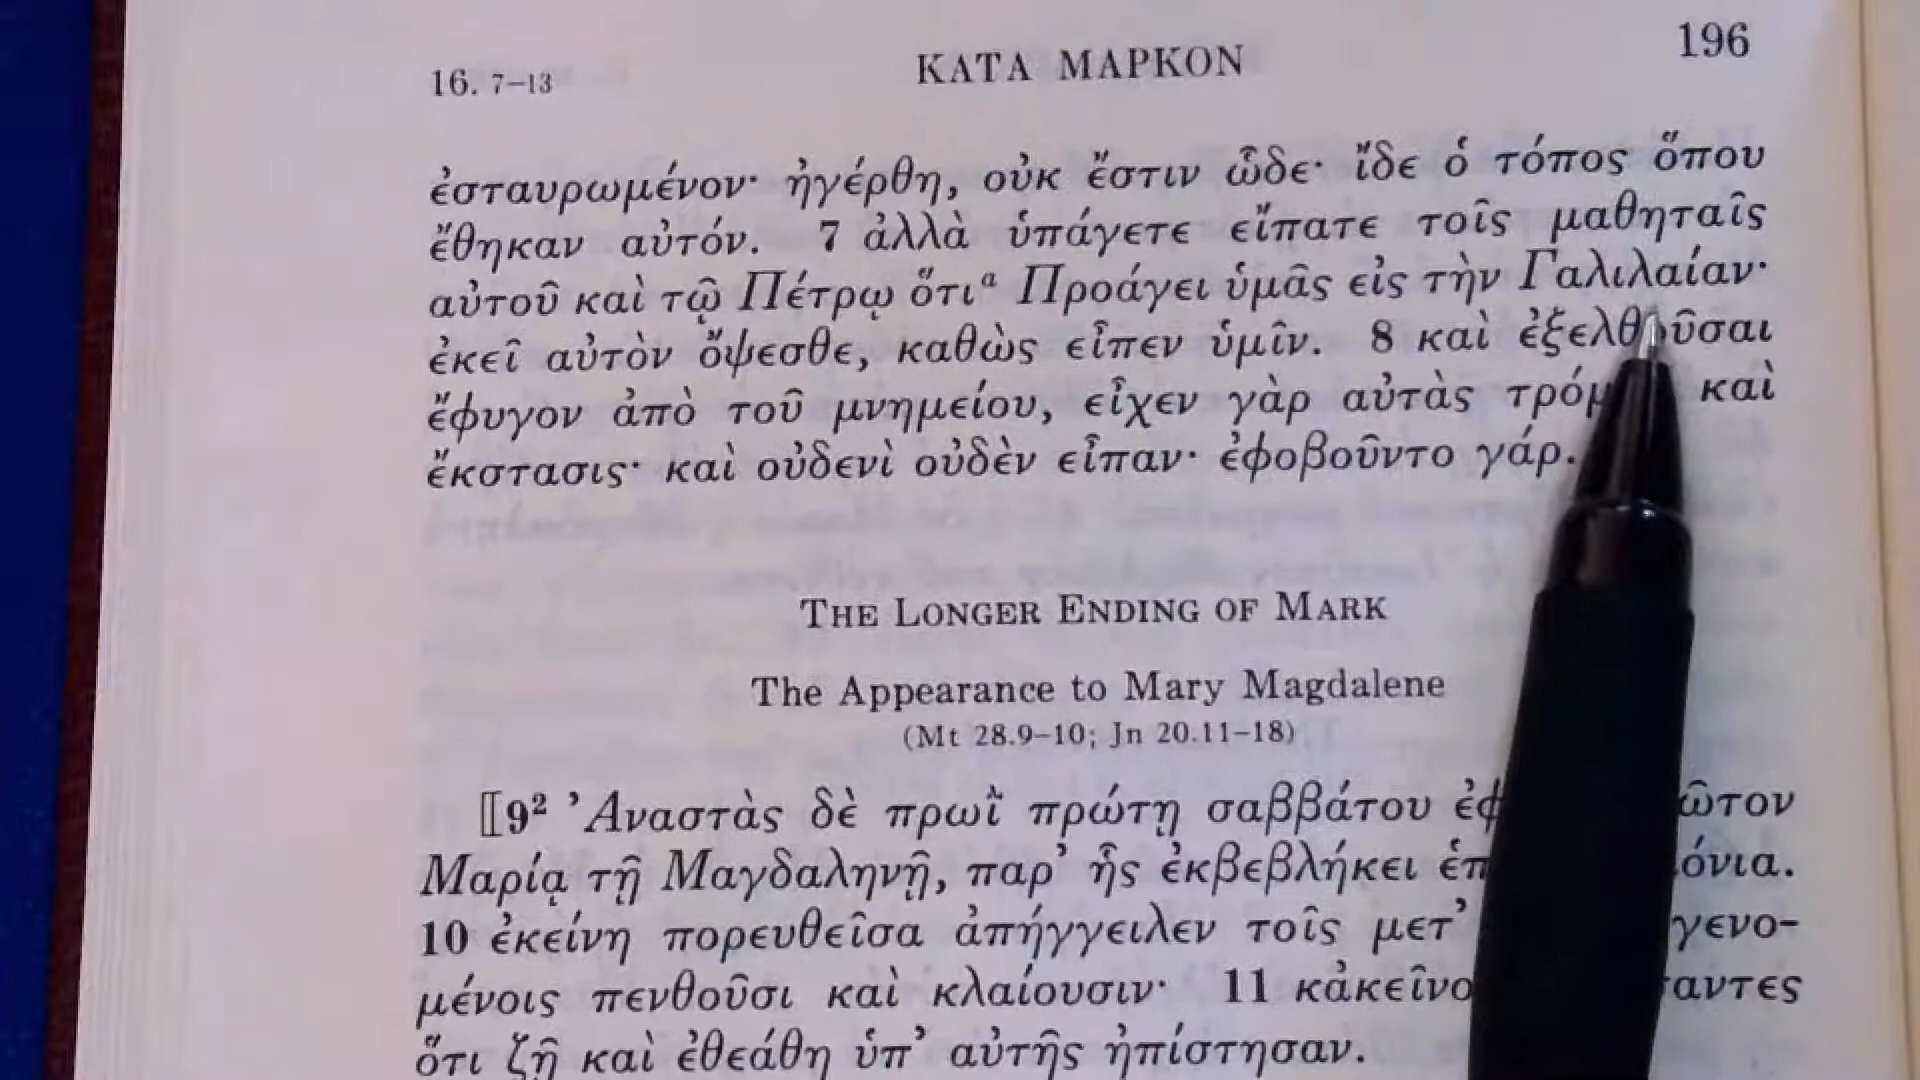 16. 7–13 ΚΑΤΑ ΜΑΡΚΟΝ 196
ἐσταυρωμένον· ἠγέρθη, οὐκ ἔστιν ὧδε· ἴδε ὁ τόπος ὅπου
ἔθηκαν αὐτόν. 7 ἀλλὰ ὑπάγετε εἴπατε τοῖς μαθηταῖς
αὐτοῦ καὶ τῷ Πέτρῳ ὅτιᵃ Προάγει ὑμᾶς εἰς τὴν Γαλιλαίαν·
ἐκεῖ αὐτὸν ὄψεσθε, καθὼς εἶπεν ὑμῖν. 8 καὶ ἐξελθοῦσαι
ἔφυγον ἀπὸ τοῦ μνημείου, εἶχεν γὰρ αὐτὰς καὶ
ἔκστασις· καὶ οὐδενὶ οὐδὲν εἶπαν· ἐφοβοῦντο γάρ.
THE LONGER ENDING OF MARK
The Appearance to Mary Magdalene
(Mt 28.9–10; Jn 20.11–18)
⟦9² Ἀναστὰς δὲ πρωῒ πρώτῃ σαββάτου
Μαρίᾳ τῇ Μαγδαληνῇ, παρ’ ἧς ἐκβεβλήκει
10 ἐκείνη πορευθεῖσα ἀπήγγειλεν τοῖς μετ’ γενο-
μένοις πενθοῦσι καὶ κλαίουσιν· 11
ὅτι ζῇ καὶ ἐθεάθη ὑπ’ αὐτῆς ἠπίστησαν.